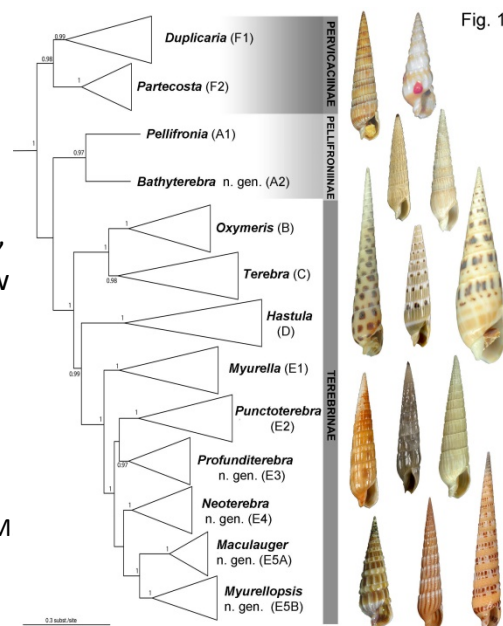 Fig. 1
0.99
Duplicaria (F1)
0.98
1
Partecosta (F2)
PERVICACIINAE
1
Pellifronia (A1)
0.97
Bathyterebra n. gen. (A2)
PELLIFRONIINAE
1
Oxymeris (B)
1
1
0.98
Terebra (C)
1
Hastula
(D)
0.99
1
Myurella (E1)
1
1
Punctoterebra
(E2)
1
0.97
Profunditerebra
n. gen. (E3)
1
Neoterebra
n. gen. (E4)
1
1
Maculauger
n. gen. (E5A)
1
1
Myurellopsis
n. gen. (E5B)
TEREBRINAE
0.3 subst./site
M